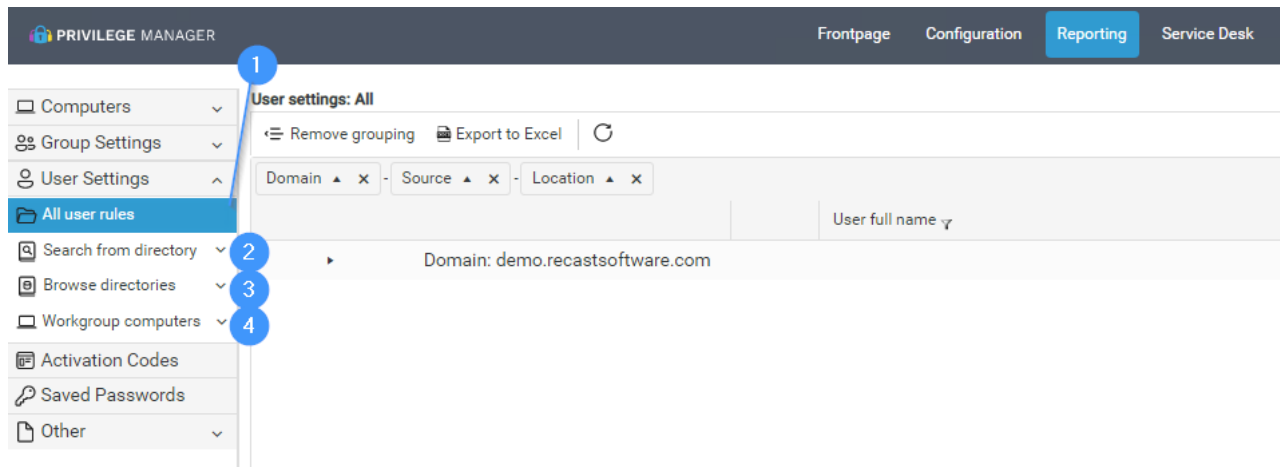 PRIVILEGE MANAGER
Frontpage Configuration Reporting Service Desk
1
Computers
Group Settings
User Settings
All user rules
Search from directory 2
Browse directories 3
Workgroup computers 4
Activation Codes
Saved Passwords
Other
User settings: All
Remove grouping Export to Excel
Domain - Source - Location
User full name
Domain: demo.recastsoftware.com